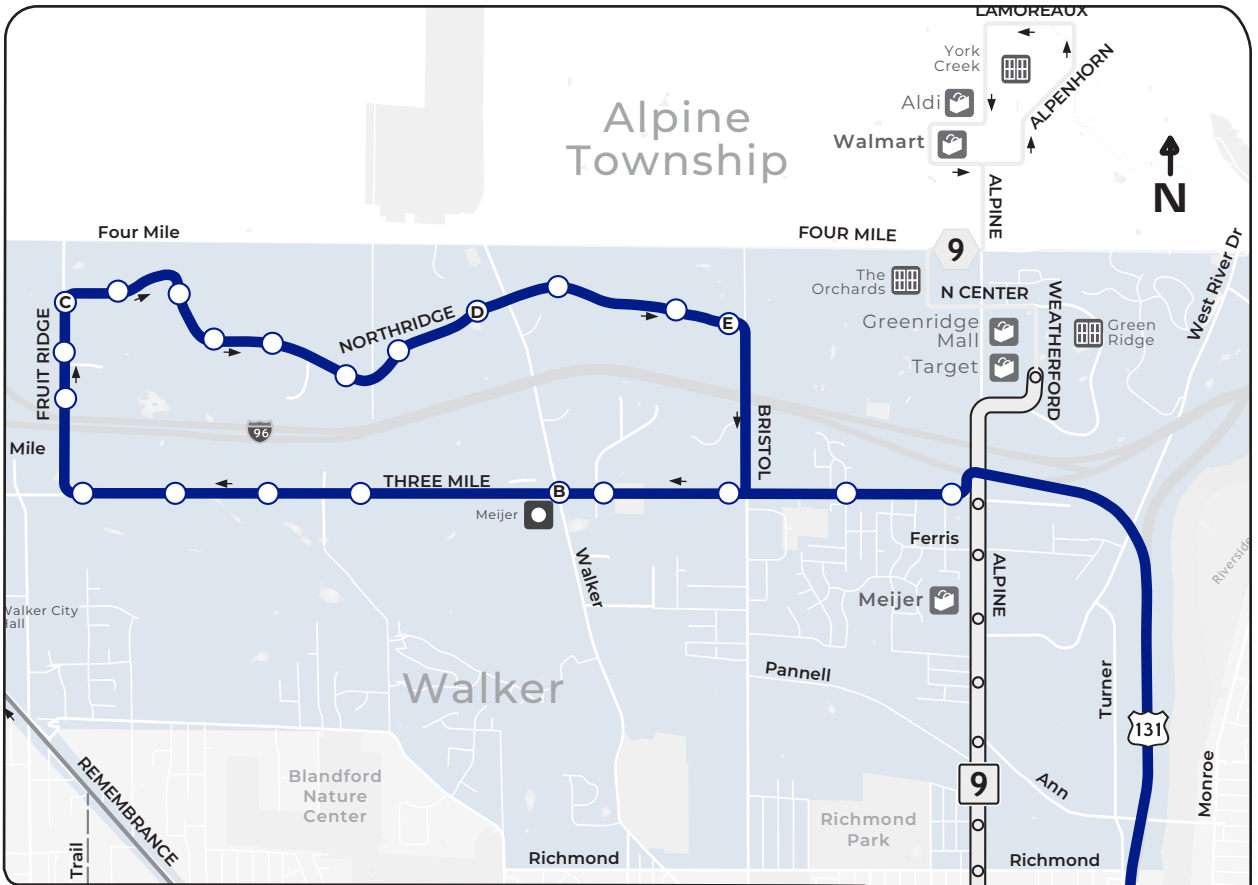 LAMOREAUX
York
Creek
ALPENHORN
Aldi
Walmart
Alpine
Township
N
ALPINE
West River Dr
Four Mile
FOUR MILE
9
The
Orchards
N CENTER
WEATHERFORD
Greenridge
Mall
Green
Ridge
Target
C
FRUIT RIDGE
NORTHRIDGE
D
E
BRISTOL
96
Mile
THREE MILE
B
Meijer
Ferris
ALPINE
Walker
Meijer
Riverside
Walker City
Hall
Pannell
Walker
Turner
131
REMEMBRANCE
Blandford
Nature
Center
9
Ann
Monroe
Richmond
Park
Trail
Richmond
Richmond